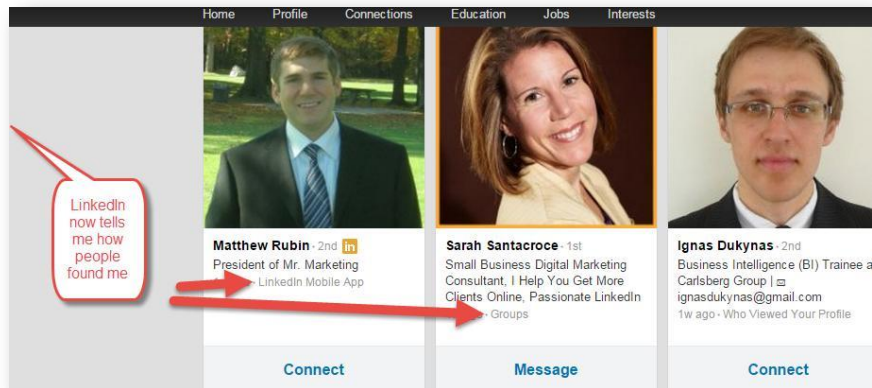 Home Profile Connections Education Jobs Interests
LinkedIn
now tells
me how
people
found me
Matthew Rubin · 2nd in
President of Mr. Marketing
· LinkedIn Mobile App
Connect
Sarah Santacroce · 1st
Small Business Digital Marketing
Consultant, I Help You Get More
Clients Online, Passionate LinkedIn
· Groups
Message
Ignas Dukynas · 2nd
Business Intelligence (BI) Trainee a
Carlsberg Group | ✉
ignasdukynas@gmail.com
1w ago · Who Viewed Your Profile
Connect